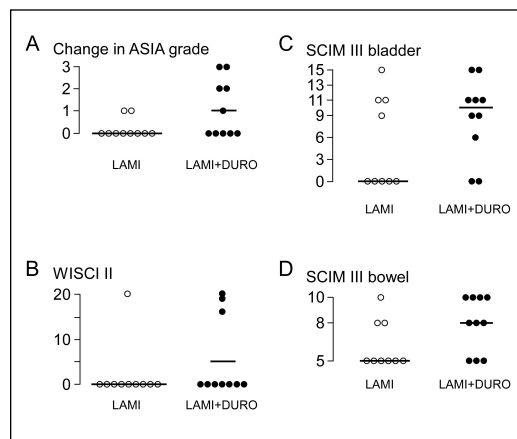 A
Change in ASIA grade
3
2
1
0
LAMI
LAMI+DURO
B
WISCI II
20
10
0
LAMI
LAMI+DURO
C
SCIM III bladder
15
13
11
9
6
3
0
LAMI
LAMI+DURO
D
SCIM III bowel
10
8
5
LAMI
LAMI+DURO